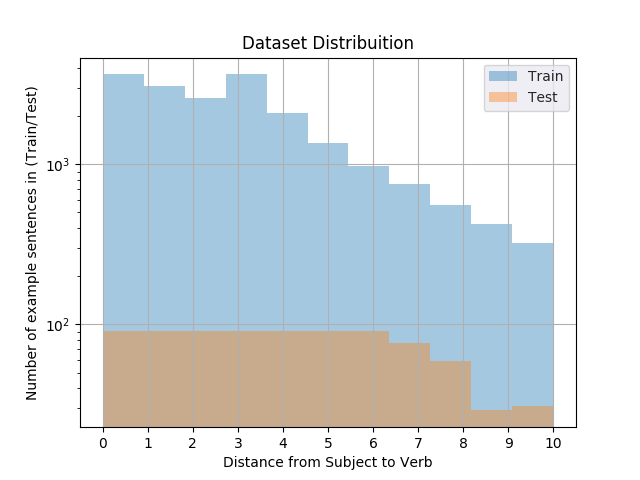 Dataset Distribuition
Train
Test
Number of example sentences in (Train/Test)
10^3
10^2
0 1 2 3 4 5 6 7 8 9 10
Distance from Subject to Verb